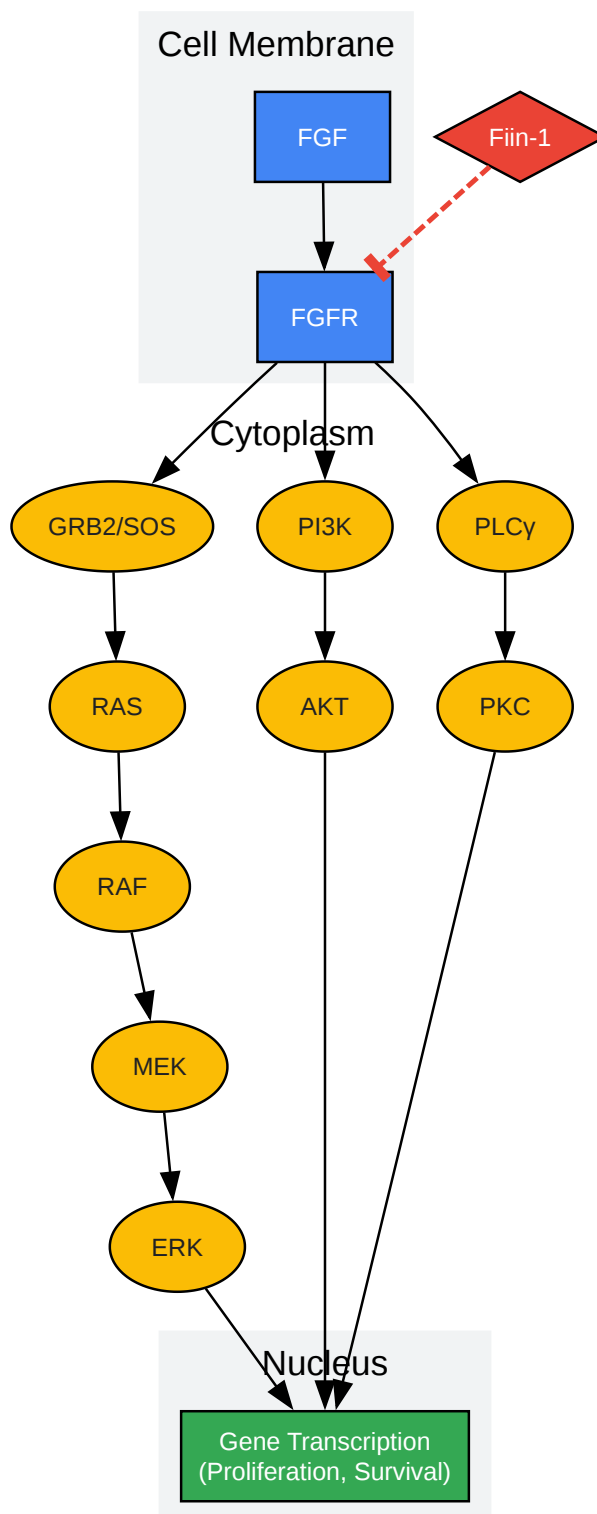 Cell Membrane
FGF
Fiin-1
FGFR
Cytoplasm
GRB2/SOS
PI3K
PLCγ
RAS
AKT
PKC
RAF
MEK
ERK
Nucleus
Gene Transcription
(Proliferation, Survival)